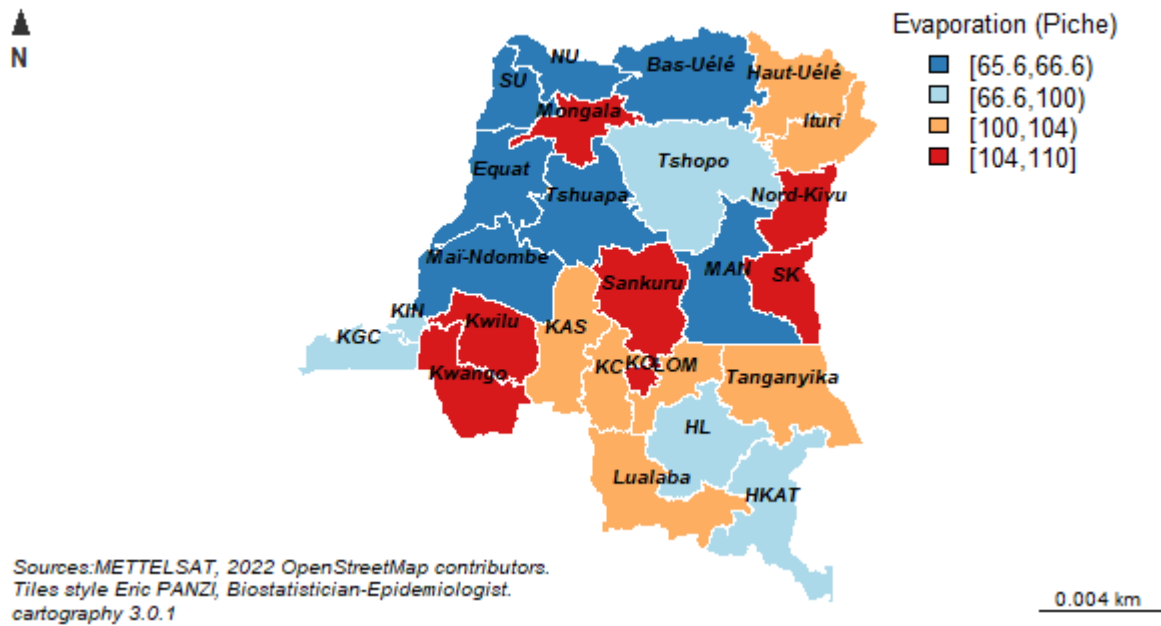 N
Evaporation (Piche)
[65.6,66.6)
[66.6,100)
[100,104)
[104,110]
NU
Bas-Uélé
Haut-Uélé
SU
Mongala
Ituri
Equat
Tshopo
Tshuapa
Nord-Kivu
Maï-Ndombe
MAN
SK
Sankuru
KIN
Kwilu
KAS
KGC
Kwango
KC
KO
LOM
Tanganyika
HL
Lualaba
HKAT
Sources:METTELSAT, 2022 OpenStreetMap contributors.
Tiles style Eric PANZI, Biostatistician-Epidemiologist.
cartography 3.0.1
0.004 km